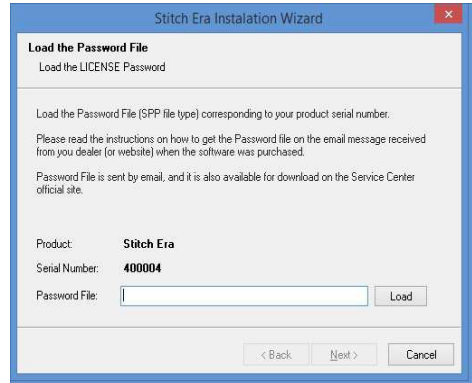 Stitch Era Instalation Wizard
Load the Password File
Load the LICENSE Password
Load the Password File (SPP file type) corresponding to your product serial number.
Please read the instructions on how to get the Password file on the email message received
from you dealer (or website) when the software was purchased.
Password File is sent by email, and it is also available for download on the Service Center
official site.
Product: Stitch Era
Serial Number: 400004
Password File: Load
< Back Next > Cancel